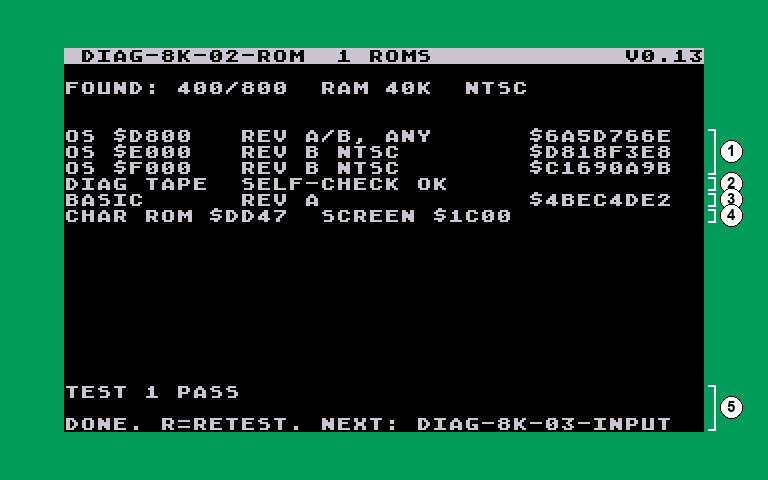 DIAG-8K-02-ROM 1 ROMS V0.13
FOUND: 400/800 RAM 40K NTSC
OS $D800 REV A/B, ANY $6A5D766E
OS $E000 REV B NTSC $D818F3E8
OS $F000 REV B NTSC $C1690A9B
1
DIAG TAPE SELF-CHECK OK
2
BASIC REV A $4BEC4DE2
3
CHAR ROM $DD47 SCREEN $1C00
4
TEST 1 PASS
5
DONE. R=RETEST. NEXT: DIAG-8K-03-INPUT